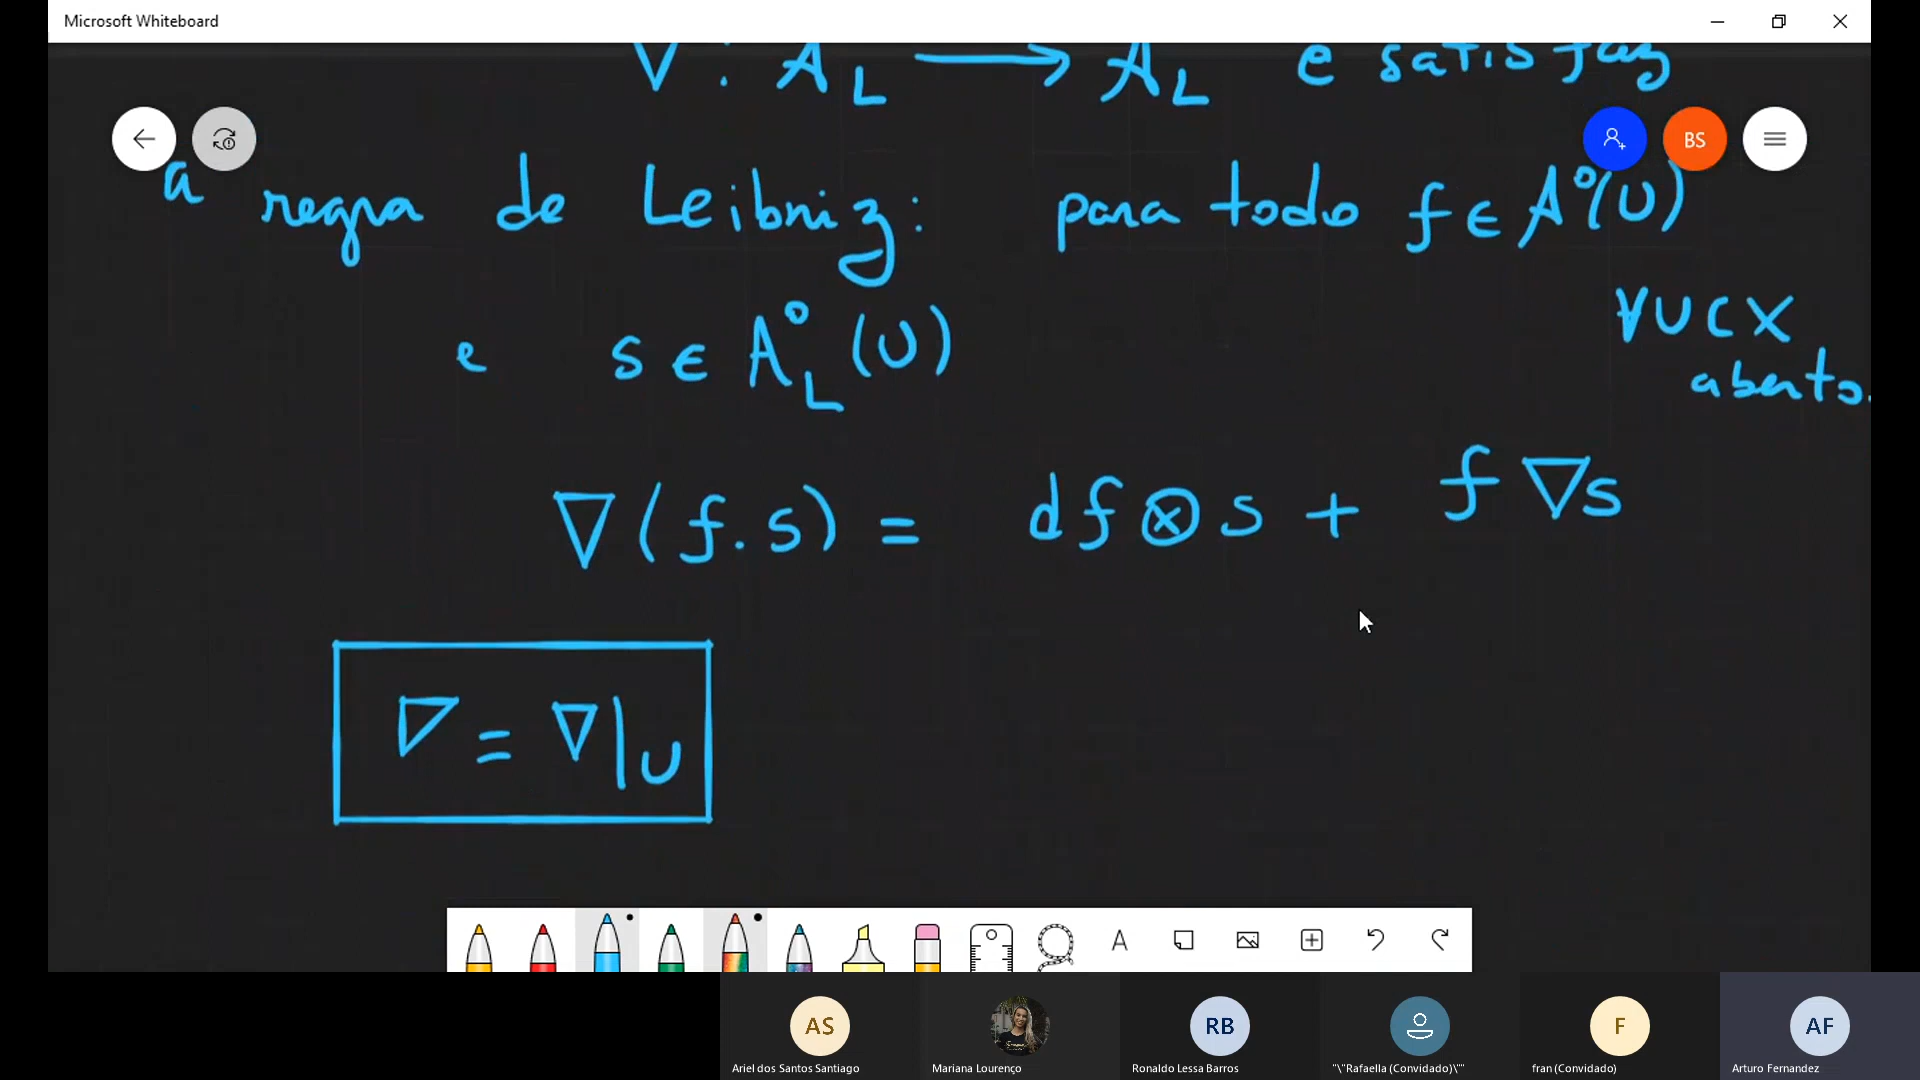 Microsoft Whiteboard
∇ : A_L ⟶ A_L e satisfaz
BS
a regra de Leibniz: para todo f ∈ A⁰(U)
∀U ⊂ X
e s ∈ A⁰_L (U)
aberto.
∇(f.s) = df ⊗ s + f ∇s
∇ = ∇|_U
A
AS
RB
F
AF
Ariel dos Santos Santiago
Mariana Lourenço
Ronaldo Lessa Barros
"\"Rafaella (Convidado)\""
fran (Convidado)
Arturo Fernandez